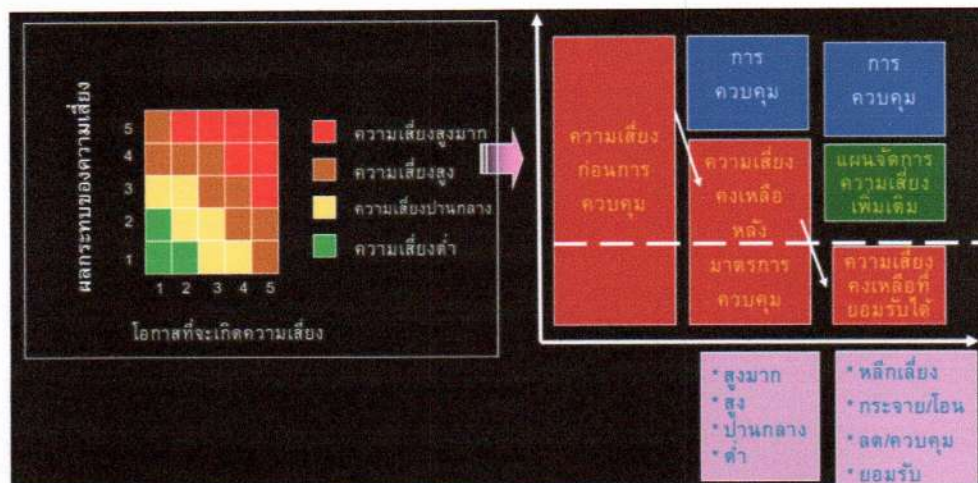 ผลกระทบของความเสี่ยง
5
4
3
2
1
1 2 3 4 5
โอกาสที่จะเกิดความเสี่ยง
ความเสี่ยงสูงมาก
ความเสี่ยงสูง
ความเสี่ยงปานกลาง
ความเสี่ยงต่ำ
ความเสี่ยง
ก่อนการ
ควบคุม
การ
ควบคุม
ความเสี่ยง
คงเหลือ
หลัง
มาตรการ
ควบคุม
การ
ควบคุม
แผนจัดการ
ความเสี่ยง
เพิ่มเติม
ความเสี่ยง
คงเหลือที่
ยอมรับได้
* สูงมาก
* สูง
* ปานกลาง
* ต่ำ
* หลีกเลี่ยง
* กระจาย/โอน
* ลด/ควบคุม
* ยอมรับ